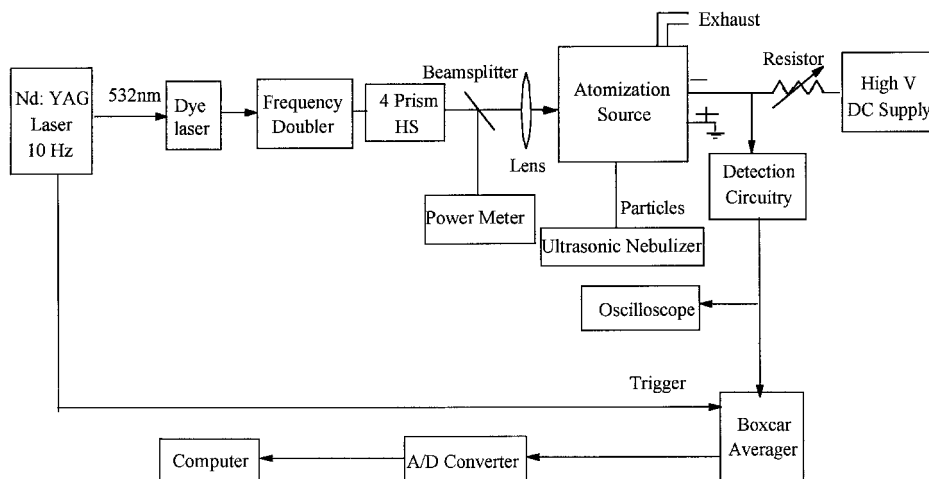 Exhaust
Nd: YAG
Laser
10 Hz
532nm
Dye
laser
Frequency
Doubler
4 Prism
HS
Beamsplitter
Lens
Atomization
Source
−
+
Resistor
High V
DC Supply
Detection
Circuitry
Power Meter
Particles
Ultrasonic Nebulizer
Oscilloscope
Trigger
Boxcar
Averager
A/D Converter
Computer